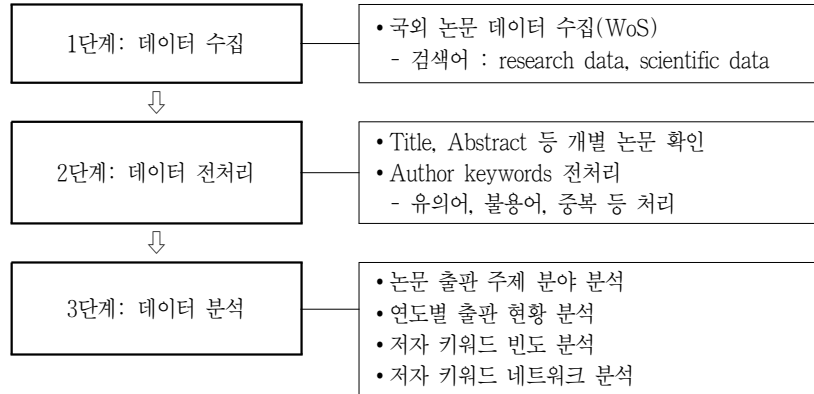 1단계: 데이터 수집
• 국외 논문 데이터 수집(WoS)
- 검색어 : research data, scientific data
2단계: 데이터 전처리
• Title, Abstract 등 개별 논문 확인
• Author keywords 전처리
- 유의어, 불용어, 중복 등 처리
3단계: 데이터 분석
• 논문 출판 주제 분야 분석
• 연도별 출판 현황 분석
• 저자 키워드 빈도 분석
• 저자 키워드 네트워크 분석